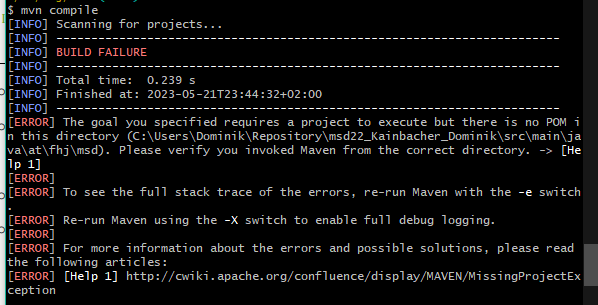 $ mvn compile
[INFO] Scanning for projects...
[INFO] ------------------------------------------------------------------------
[INFO] BUILD FAILURE
[INFO] ------------------------------------------------------------------------
[INFO] Total time:  0.239 s
[INFO] Finished at: 2023-05-21T23:44:32+02:00
[INFO] ------------------------------------------------------------------------
[ERROR] The goal you specified requires a project to execute but there is no POM i
n this directory (C:\Users\Dominik\Repository\msd22_Kainbacher_Dominik\src\main\ja
va\at\fhj\msd). Please verify you invoked Maven from the correct directory. -> [He
lp 1]
[ERROR]
[ERROR] To see the full stack trace of the errors, re-run Maven with the -e switch
.
[ERROR] Re-run Maven using the -X switch to enable full debug logging.
[ERROR]
[ERROR] For more information about the errors and possible solutions, please read
the following articles:
[ERROR] [Help 1] http://cwiki.apache.org/confluence/display/MAVEN/MissingProjectEx
ception